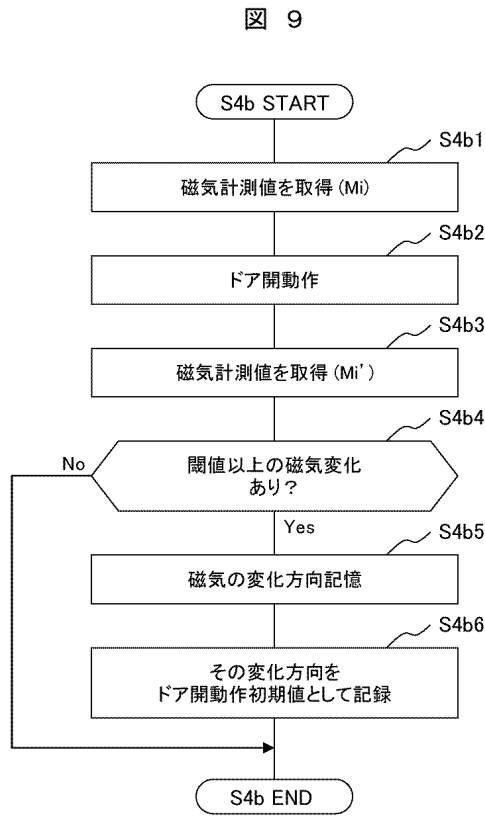 図 9
S4b START
S4b1
磁気計測値を取得(Mi)
S4b2
ドア開動作
S4b3
磁気計測値を取得(Mi')
S4b4
No
閾値以上の磁気変化
あり?
Yes
S4b5
磁気の変化方向記憶
S4b6
その変化方向を
ドア開動作初期値として記録
S4b END